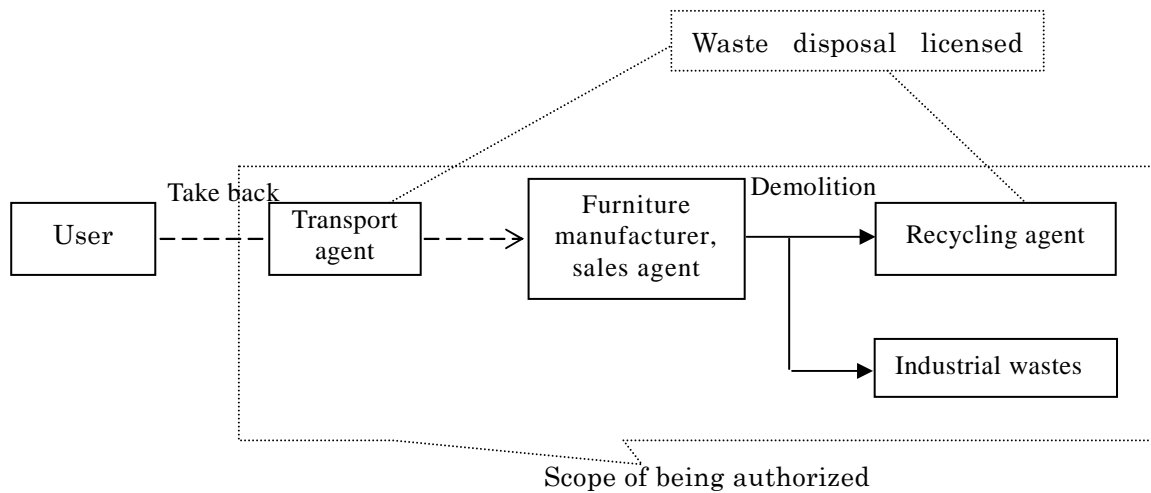 Waste disposal licensed
Take back
Demolition
User
Transport
agent
Furniture
manufacturer,
sales agent
Recycling agent
Industrial wastes
Scope of being authorized